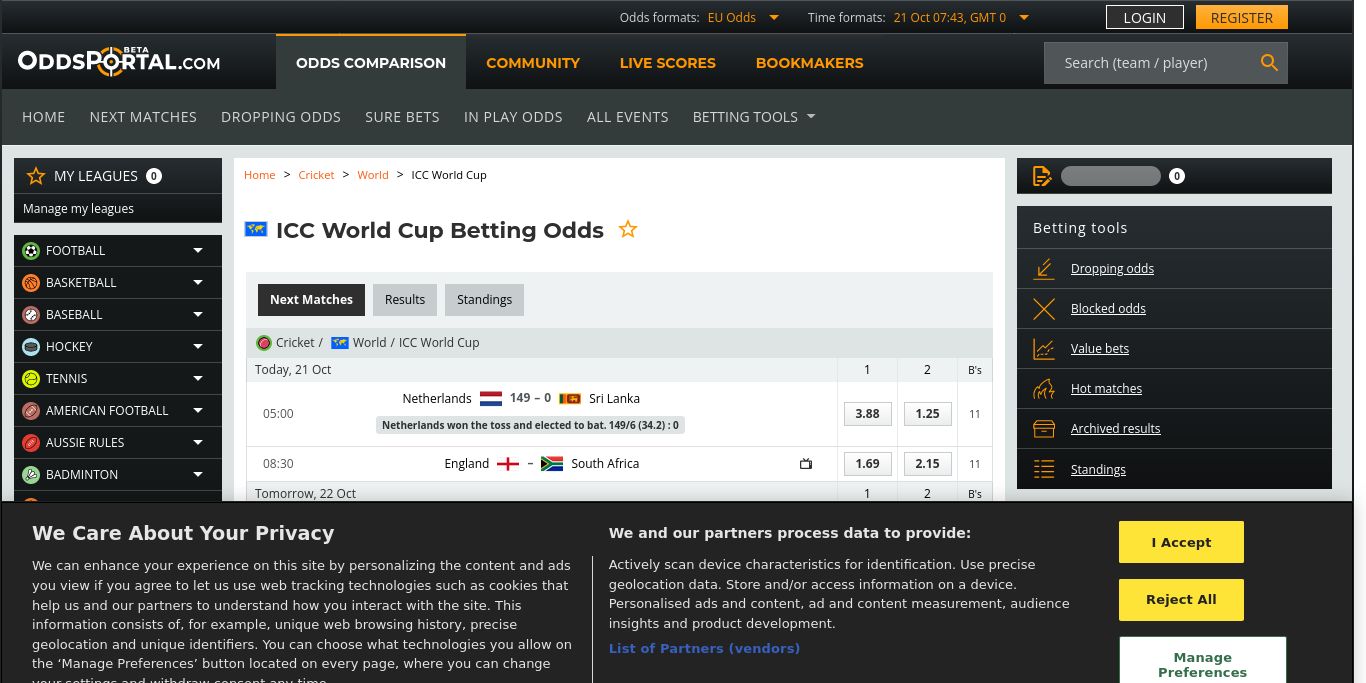 Odds formats: EU Odds Time formats: 21 Oct 07:43, GMT 0 LOGIN REGISTER
ODDSPORTAL.COM BETA
ODDS COMPARISON COMMUNITY LIVE SCORES BOOKMAKERS Search (team / player)
HOME NEXT MATCHES DROPPING ODDS SURE BETS IN PLAY ODDS ALL EVENTS BETTING TOOLS
MY LEAGUES 0
Manage my leagues
FOOTBALL
BASKETBALL
BASEBALL
HOCKEY
TENNIS
AMERICAN FOOTBALL
AUSSIE RULES
BADMINTON
Home > Cricket > World > ICC World Cup
ICC World Cup Betting Odds
Next Matches Results Standings
Cricket / World / ICC World Cup
Today, 21 Oct 1 2 B's
05:00 Netherlands 149 – 0 Sri Lanka 3.88 1.25 11
Netherlands won the toss and elected to bat. 149/6 (34.2) : 0
08:30 England – South Africa 1.69 2.15 11
Tomorrow, 22 Oct 1 2 B's
0
Betting tools
Dropping odds
Blocked odds
Value bets
Hot matches
Archived results
Standings
We Care About Your Privacy
We can enhance your experience on this site by personalizing the content and ads
you view if you agree to let us use web tracking technologies such as cookies that
help us and our partners to understand how you interact with the site. This
information consists of, for example, unique web browsing history, precise
geolocation and unique identifiers. You can choose what technologies you allow on
the ‘Manage Preferences’ button located on every page, where you can change
your settings and withdraw consent any time.
We and our partners process data to provide:
Actively scan device characteristics for identification. Use precise
geolocation data. Store and/or access information on a device.
Personalised ads and content, ad and content measurement, audience
insights and product development.
List of Partners (vendors)
I Accept
Reject All
Manage
Preferences